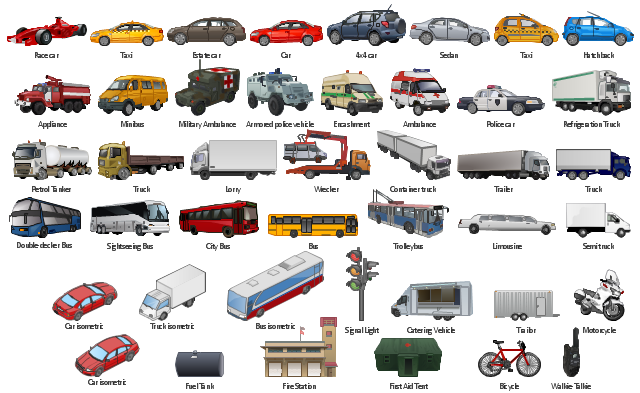 Race car Taxi Estate car Car 4x4 car Sedan Taxi Hatchback
Appliance Minibus Military Ambulance Armored police vehicle Encashment Ambulance Police car Refrigeration Truck
Petrol Tanker Truck Lorry Wrecker Container truck Trailer Truck
Double-decker Bus Sightseeing Bus City Bus Bus Trolleybus Limousine Semitruck
Car isometric Truck isometric Bus isometric Signal Light Catering Vehicle Trailer Motorcycle
Car isometric Fuel Tank Fire Station First Aid Tent Bicycle Walkie-Talkie